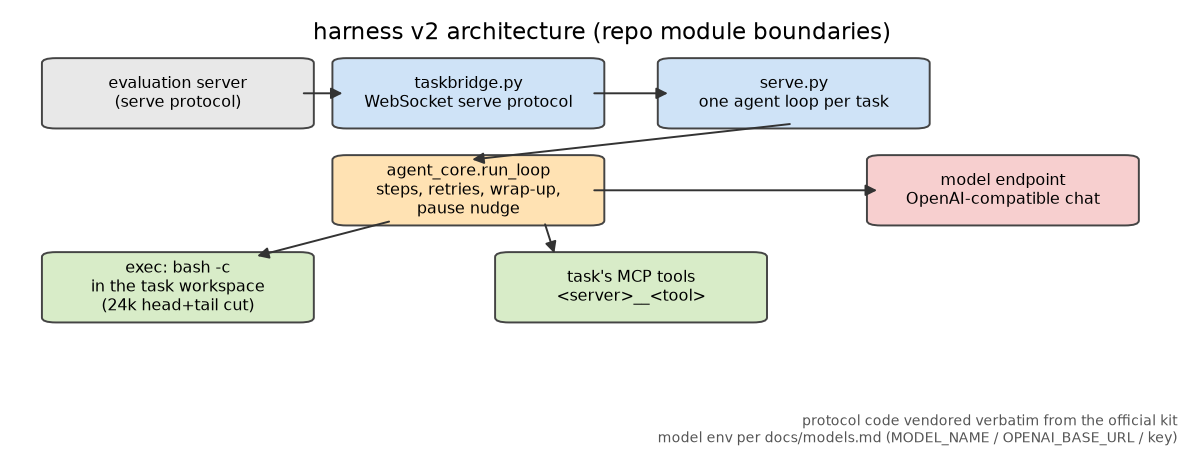 harness v2 architecture (repo module boundaries)
evaluation server
(serve protocol)
taskbridge.py
WebSocket serve protocol
serve.py
one agent loop per task
agent_core.run_loop
steps, retries, wrap-up,
pause nudge
model endpoint
OpenAI-compatible chat
exec: bash -c
in the task workspace
(24k head+tail cut)
task's MCP tools
<server>__<tool>
protocol code vendored verbatim from the official kit
model env per docs/models.md (MODEL_NAME / OPENAI_BASE_URL / key)